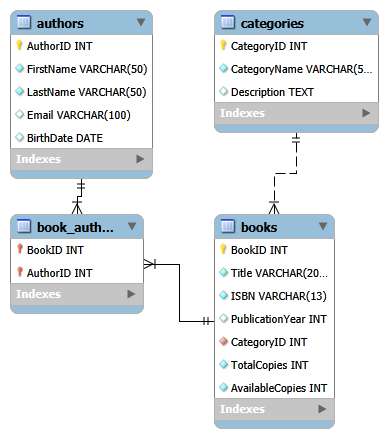 authors
AuthorID INT
FirstName VARCHAR(50)
LastName VARCHAR(50)
Email VARCHAR(100)
BirthDate DATE
Indexes
categories
CategoryID INT
CategoryName VARCHAR(5...
Description TEXT
Indexes
book_auth...
BookID INT
AuthorID INT
Indexes
books
BookID INT
Title VARCHAR(20...
ISBN VARCHAR(13)
PublicationYear INT
CategoryID INT
TotalCopies INT
AvailableCopies INT
Indexes